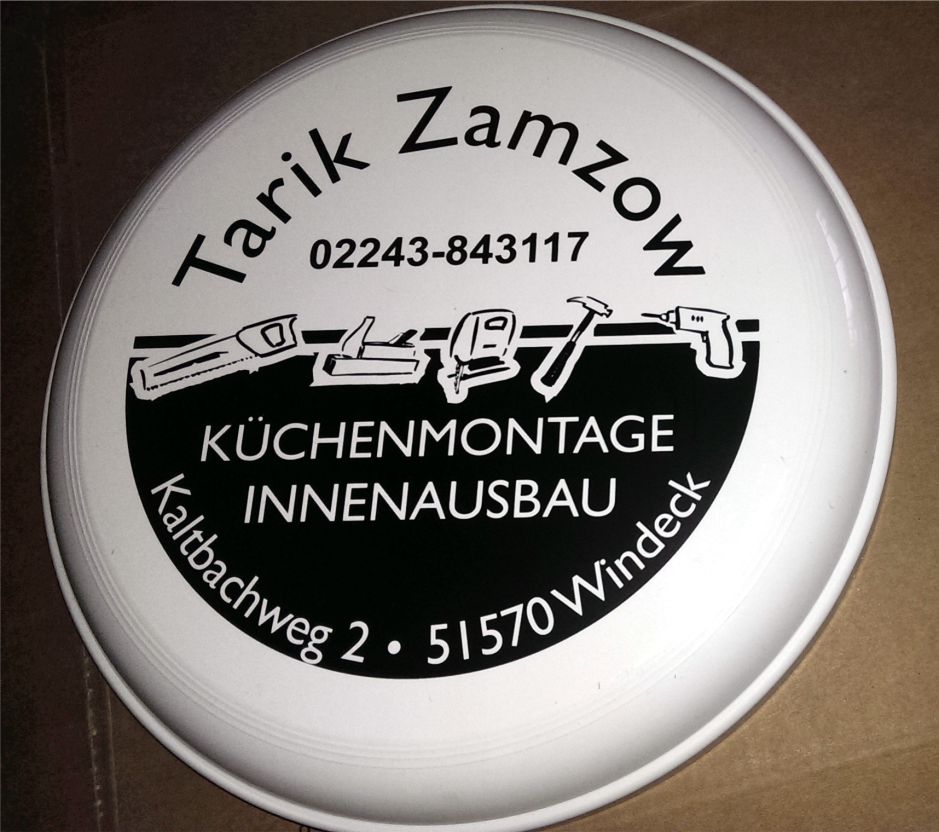 Tarik Zamzow
02243-843117
KÜCHENMONTAGE
INNENAUSBAU
Kaltbachweg 2 • 51570 Windeck